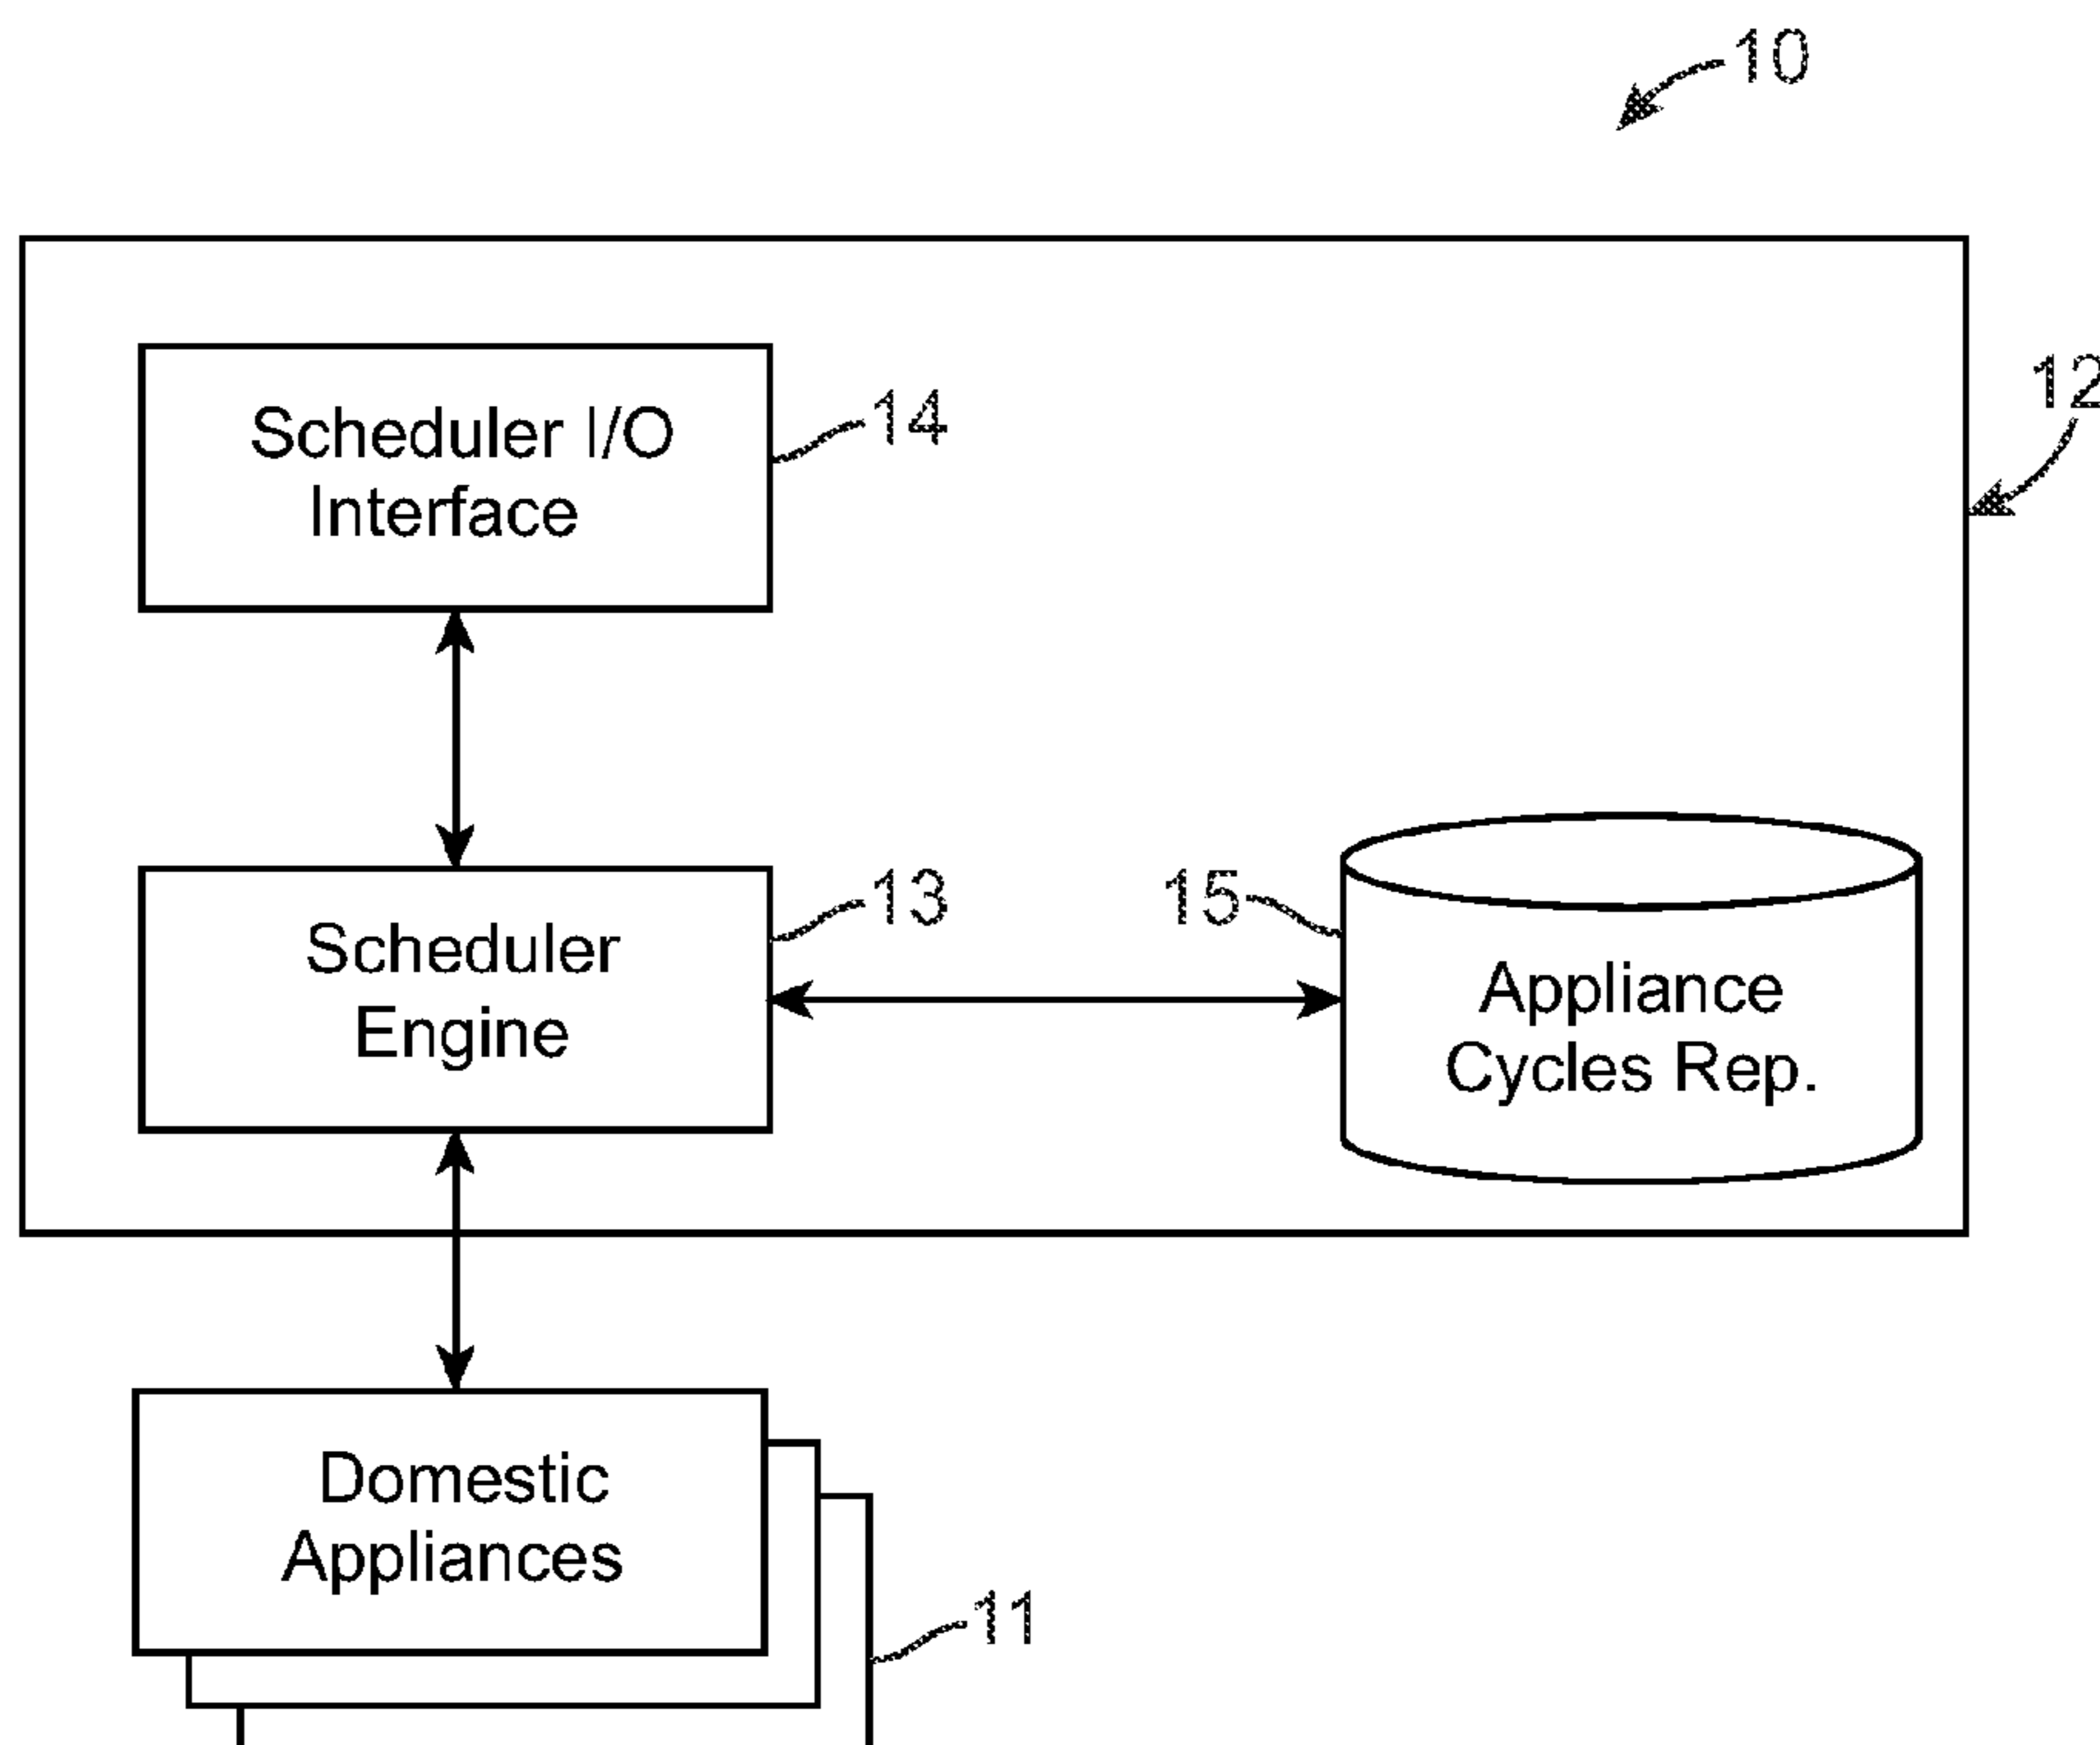 10
12
Scheduler I/O
Interface
14
Scheduler
Engine
13
15
Appliance
Cycles Rep.
Domestic
Appliances
11